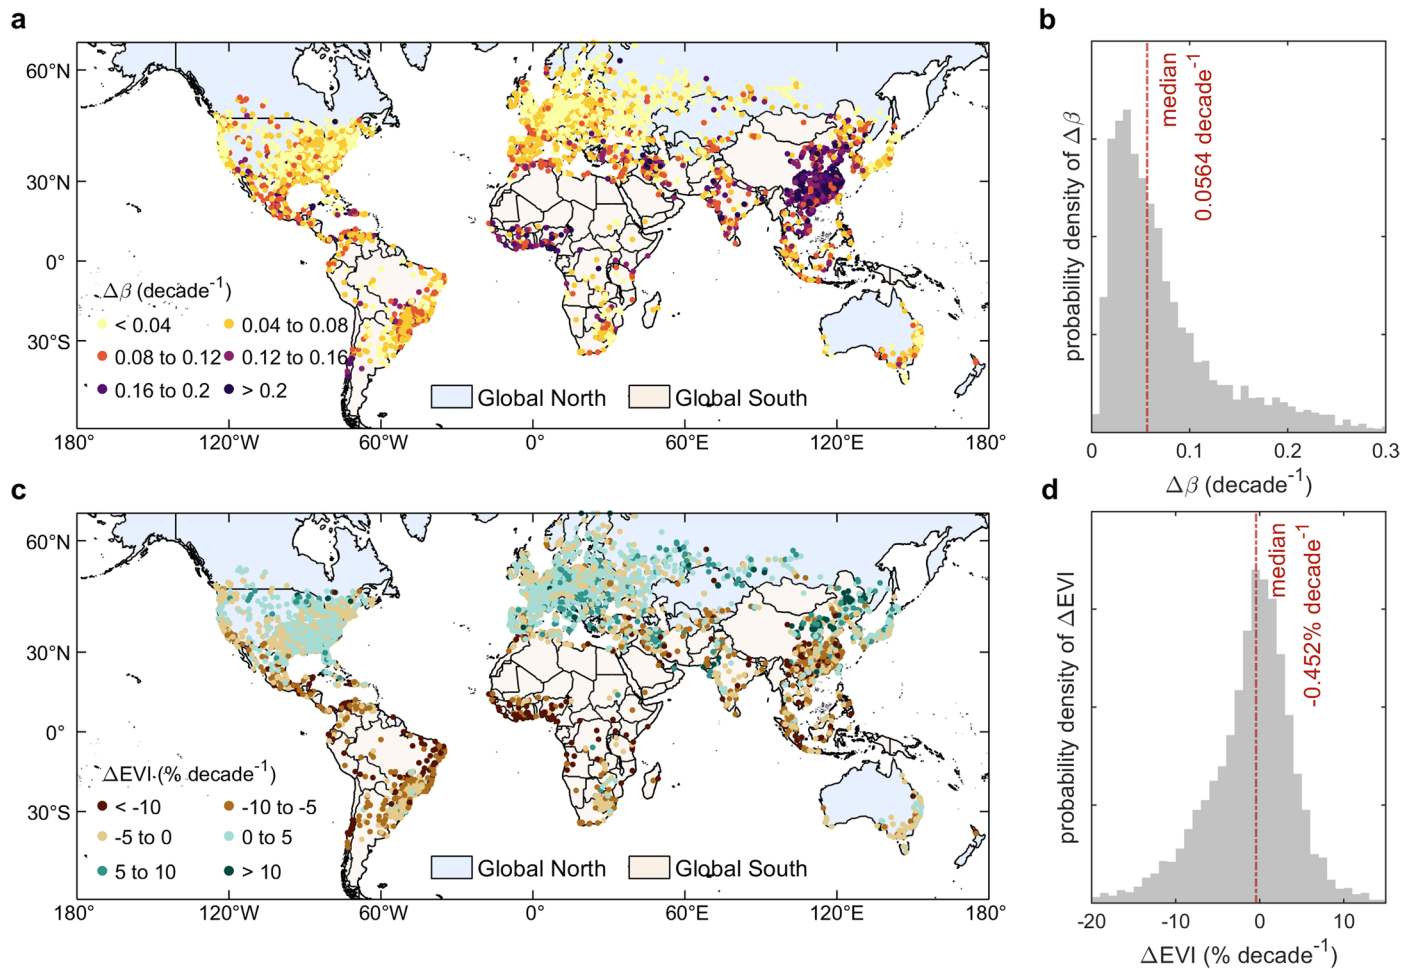 a
60°N
30°N
0°
30°S
Δβ (decade⁻¹)
< 0.04
0.04 to 0.08
0.08 to 0.12
0.12 to 0.16
0.16 to 0.2
> 0.2
Global North
Global South
180°
120°W
60°W
0°
60°E
120°E
180°
b
probability density of Δβ
median
0.0564 decade⁻¹
0
0.1
0.2
0.3
Δβ (decade⁻¹)
c
60°N
30°N
0°
30°S
ΔEVI (% decade⁻¹)
< -10
-10 to -5
-5 to 0
0 to 5
5 to 10
> 10
Global North
Global South
180°
120°W
60°W
0°
60°E
120°E
180°
d
probability density of ΔEVI
median
-0.452% decade⁻¹
-20
-10
0
10
ΔEVI (% decade⁻¹)